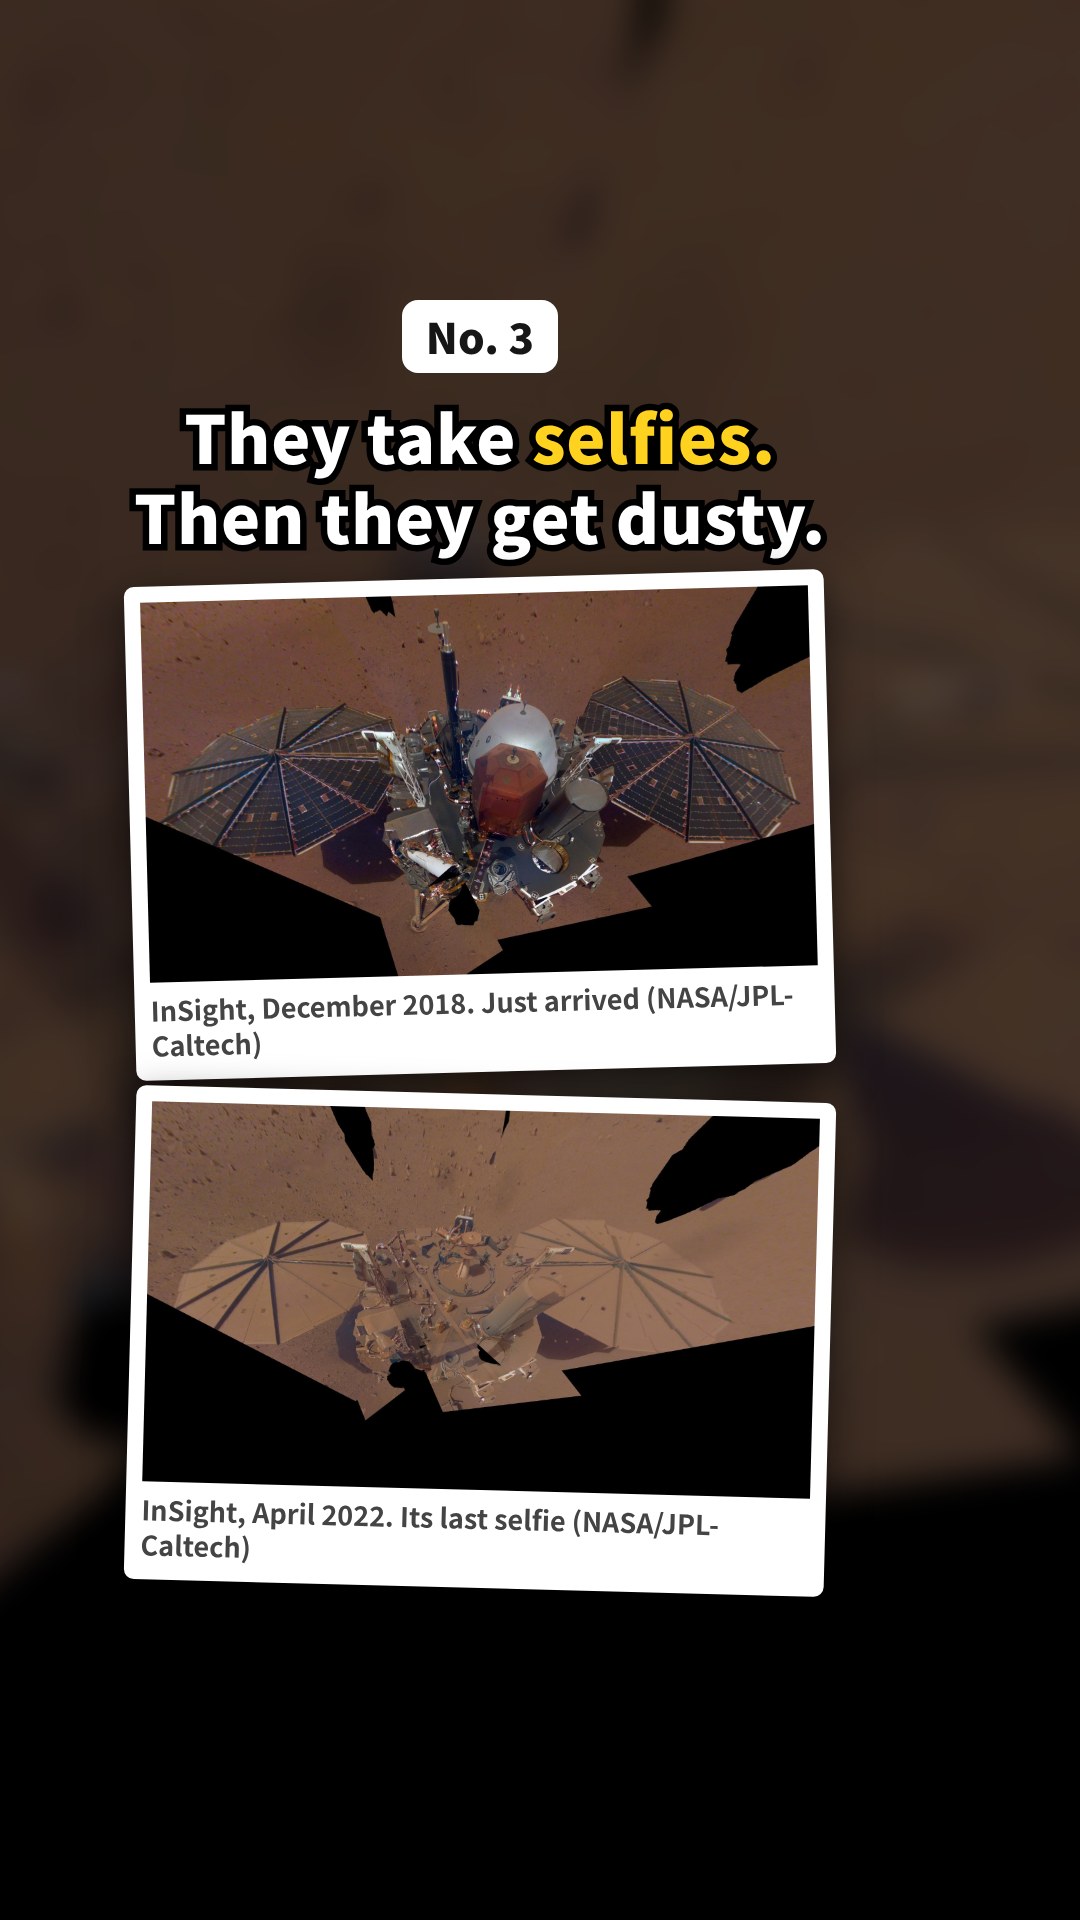 No. 3
They take selfies.
Then they get dusty.
InSight, December 2018. Just arrived (NASA/JPL-
Caltech)
InSight, April 2022. Its last selfie (NASA/JPL-
Caltech)